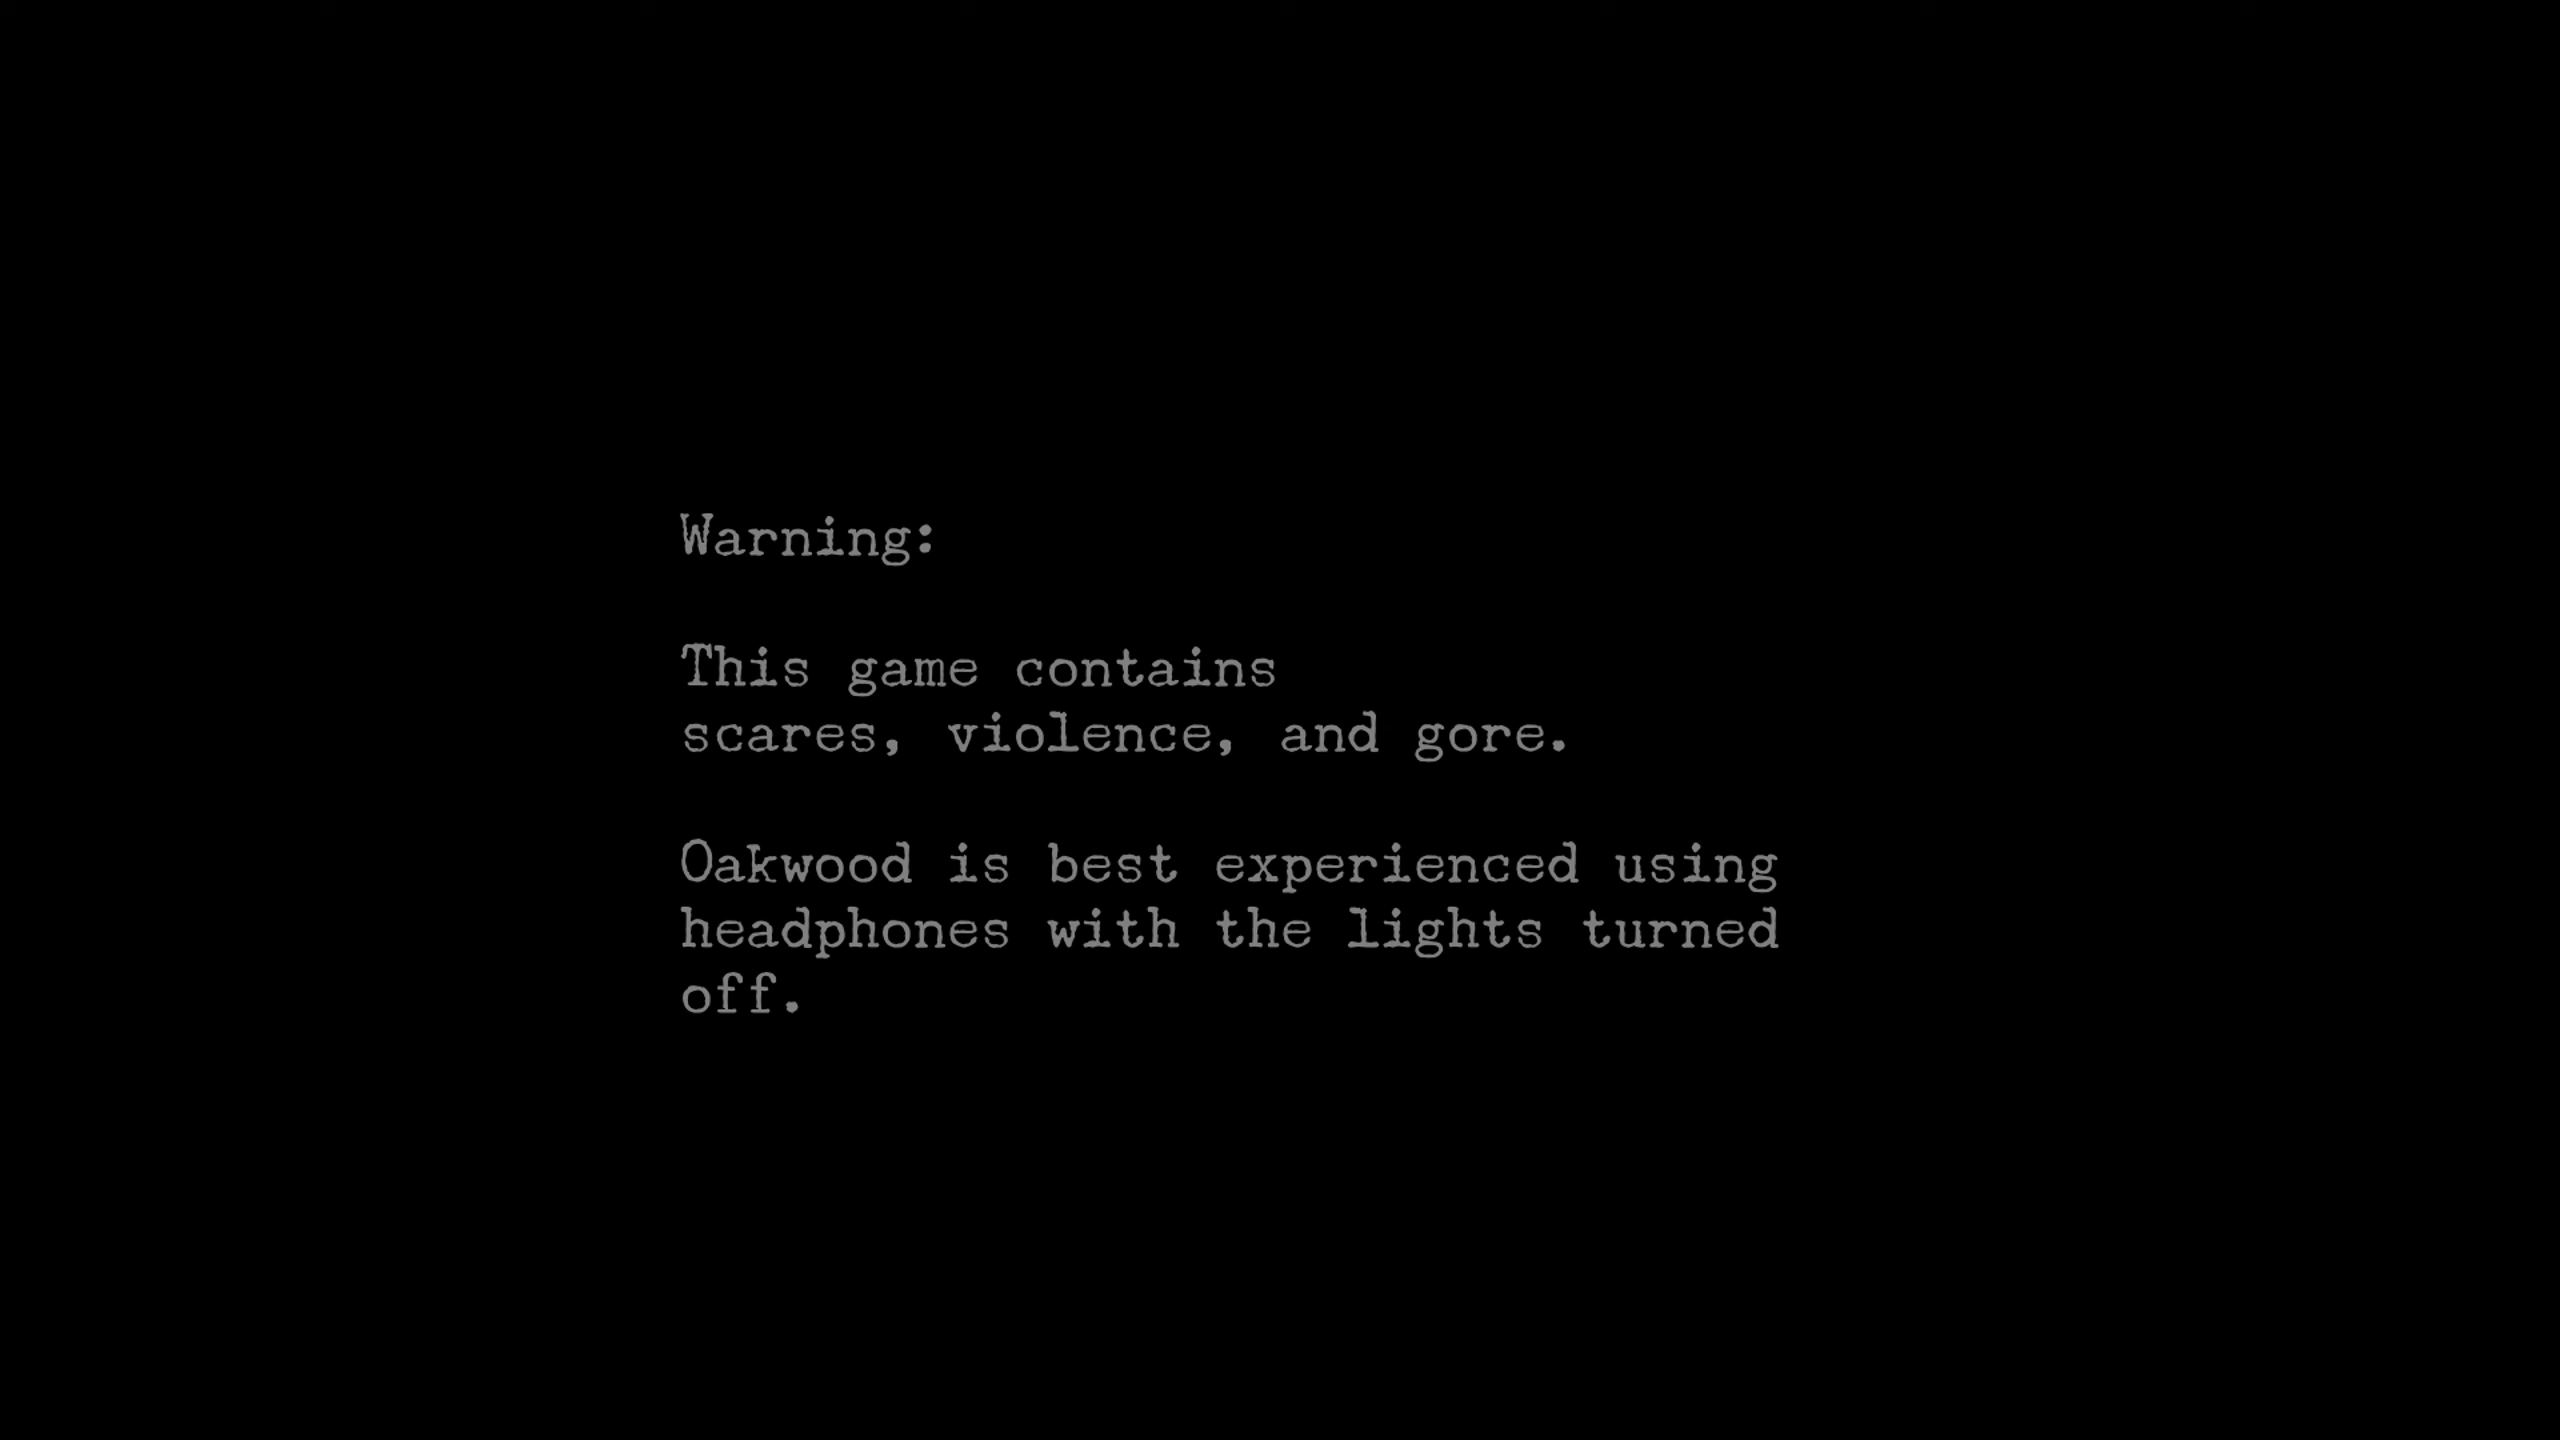 Warning:
This game contains
scares, violence, and gore.
Oakwood is best experienced using
headphones with the lights turned
off.